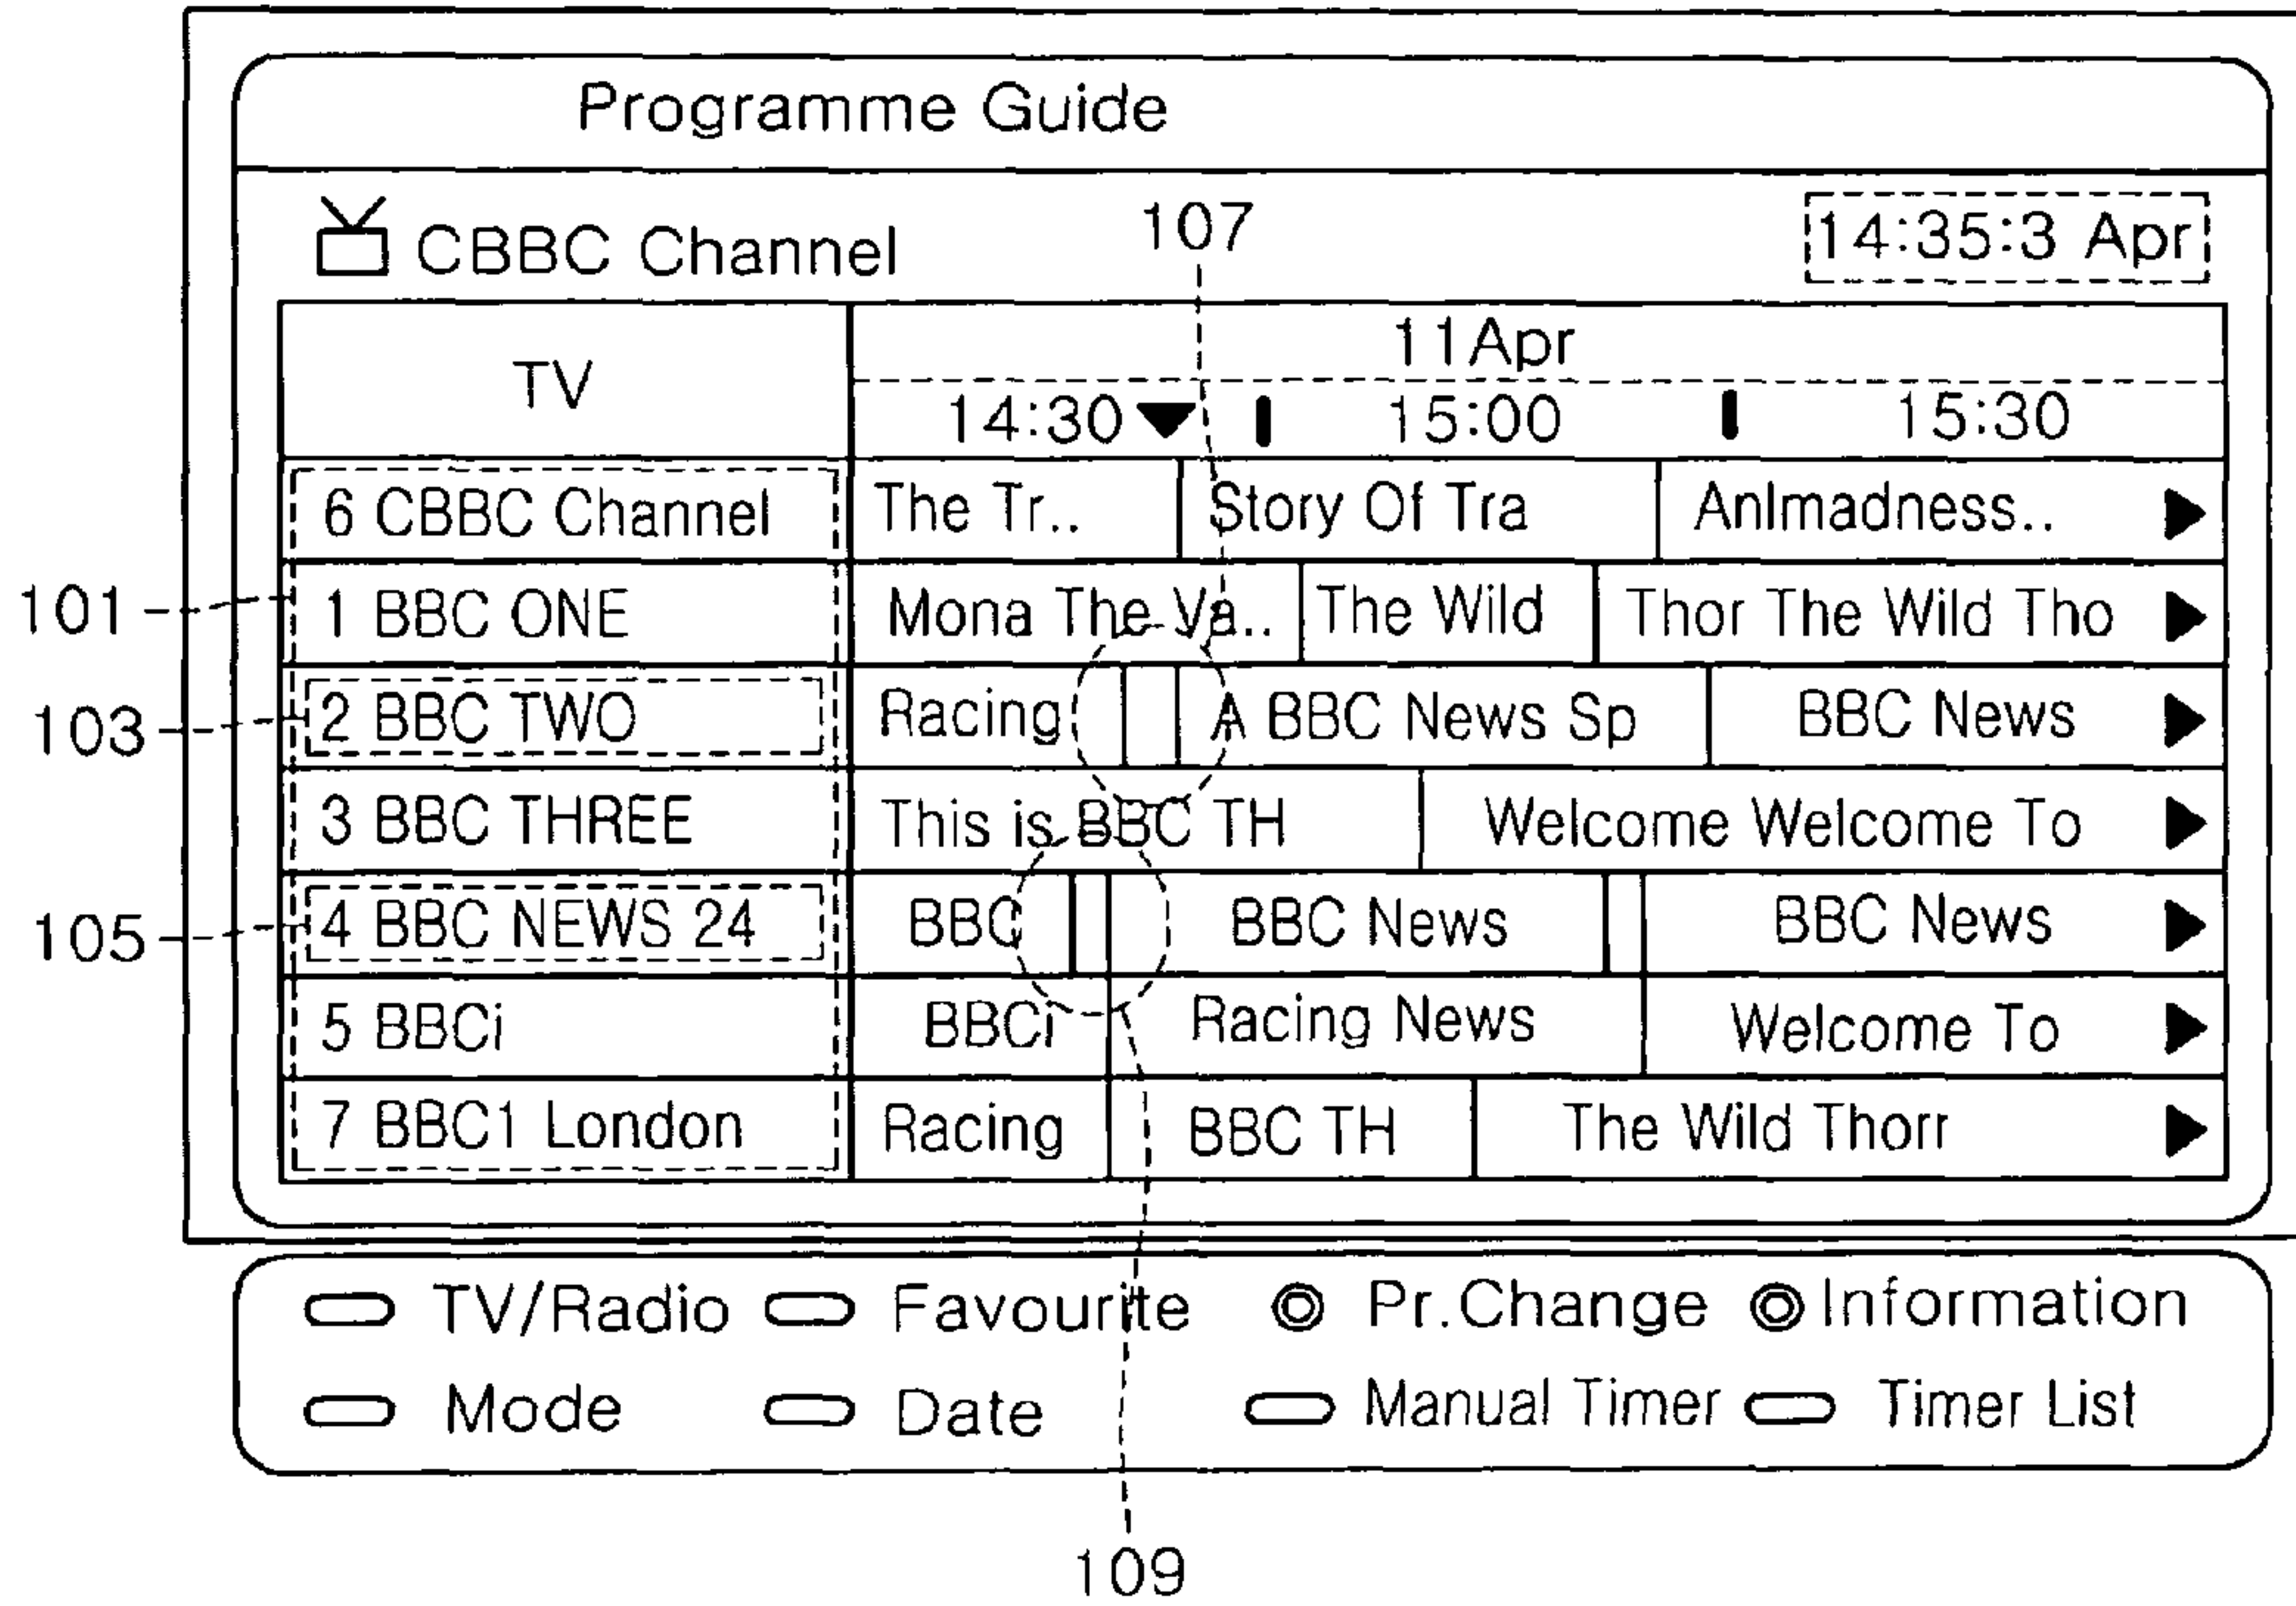 Programme Guide
CBBC Channel 107 14:35:3 Apr
TV 11Apr
14:30 15:00 15:30
6 CBBC Channel The Tr.. Story Of Tra Anlmadness..
101 1 BBC ONE Mona The Va.. The Wild Thor The Wild Tho
103 2 BBC TWO Racing A BBC News Sp BBC News
3 BBC THREE This is BBC TH Welcome Welcome To
105 4 BBC NEWS 24 BBC BBC News BBC News
5 BBCi BBCi Racing News Welcome To
7 BBC1 London Racing BBC TH The Wild Thorr
TV/Radio Favourite Pr.Change Information
Mode Date Manual Timer Timer List
109